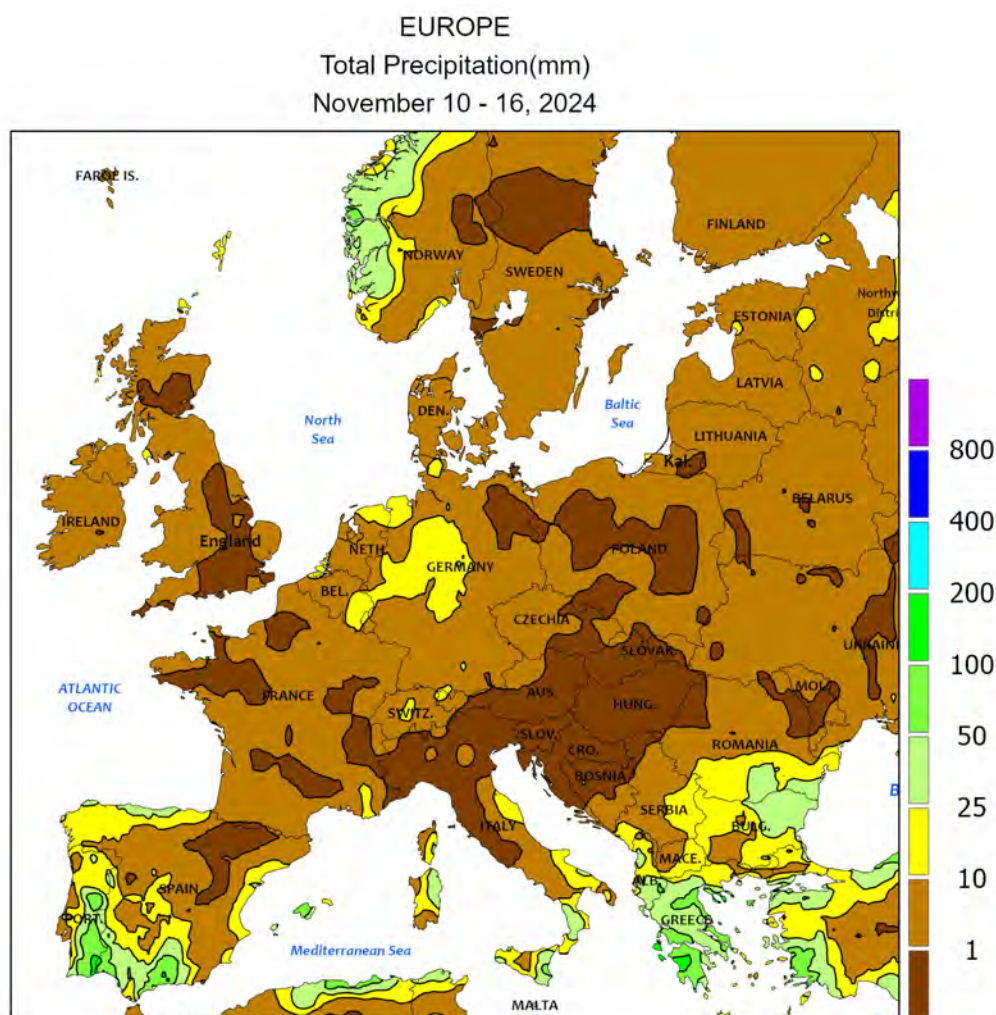 EUROPE
Total Precipitation(mm)
November 10 - 16, 2024
FAROE IS.
FINLAND
NORWAY
SWEDEN
ESTONIA
LATVIA
North
Sea
DEN.
Baltic
Sea
LITHUANIA
Kal.
BELARUS
IRELAND
England
NETH.
GERMANY
POLAND
BEL.
CZECHIA
SLOVAK.
ATLANTIC
OCEAN
FRANCE
AUS.
SWITZ.
HUNG.
MOL.
SLOV.
CRO.
ROMANIA
BOSNIA
SERBIA
ITALY
BULG.
MACE.
SPAIN
ALB.
PORT.
GREECE
Mediterranean Sea
MALTA
800
400
200
100
50
25
10
1